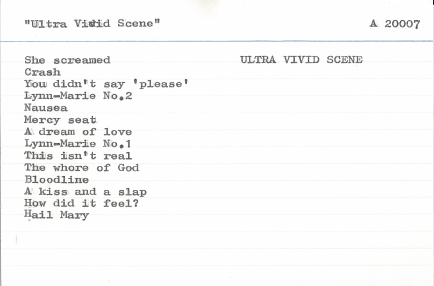 "Ultra Vivid Scene" A 20007
She screamed ULTRA VIVID SCENE
Crash
You didn't say 'please'
Lynn-Marie No.2
Nausea
Mercy seat
A dream of love
Lynn-Marie No.1
This isn't real
The whore of God
Bloodline
A kiss and a slap
How did it feel?
Hail Mary